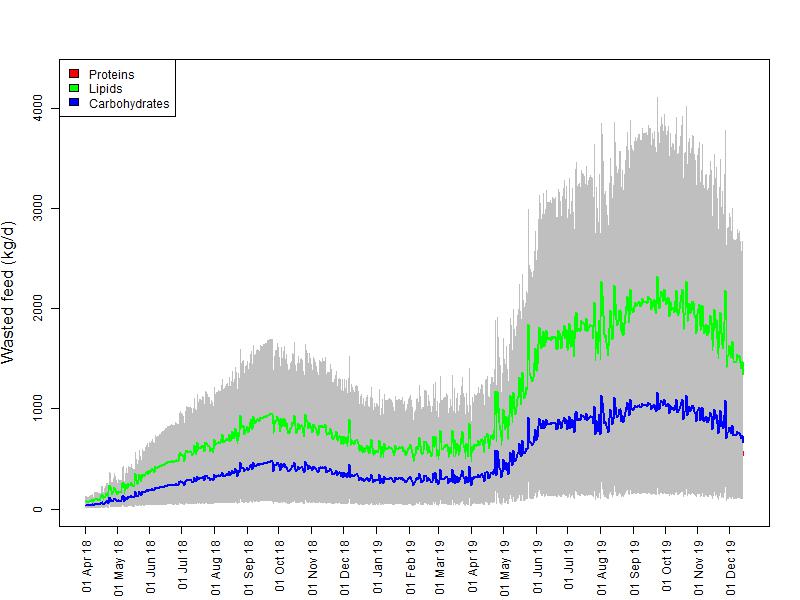 Proteins
Lipids
Carbohydrates
Wasted feed (kg/d)
4000
3000
2000
1000
0
01 Apr 18
01 May 18
01 Jun 18
01 Jul 18
01 Aug 18
01 Sep 18
01 Oct 18
01 Nov 18
01 Dec 18
01 Jan 19
01 Feb 19
01 Mar 19
01 Apr 19
01 May 19
01 Jun 19
01 Jul 19
01 Aug 19
01 Sep 19
01 Oct 19
01 Nov 19
01 Dec 19